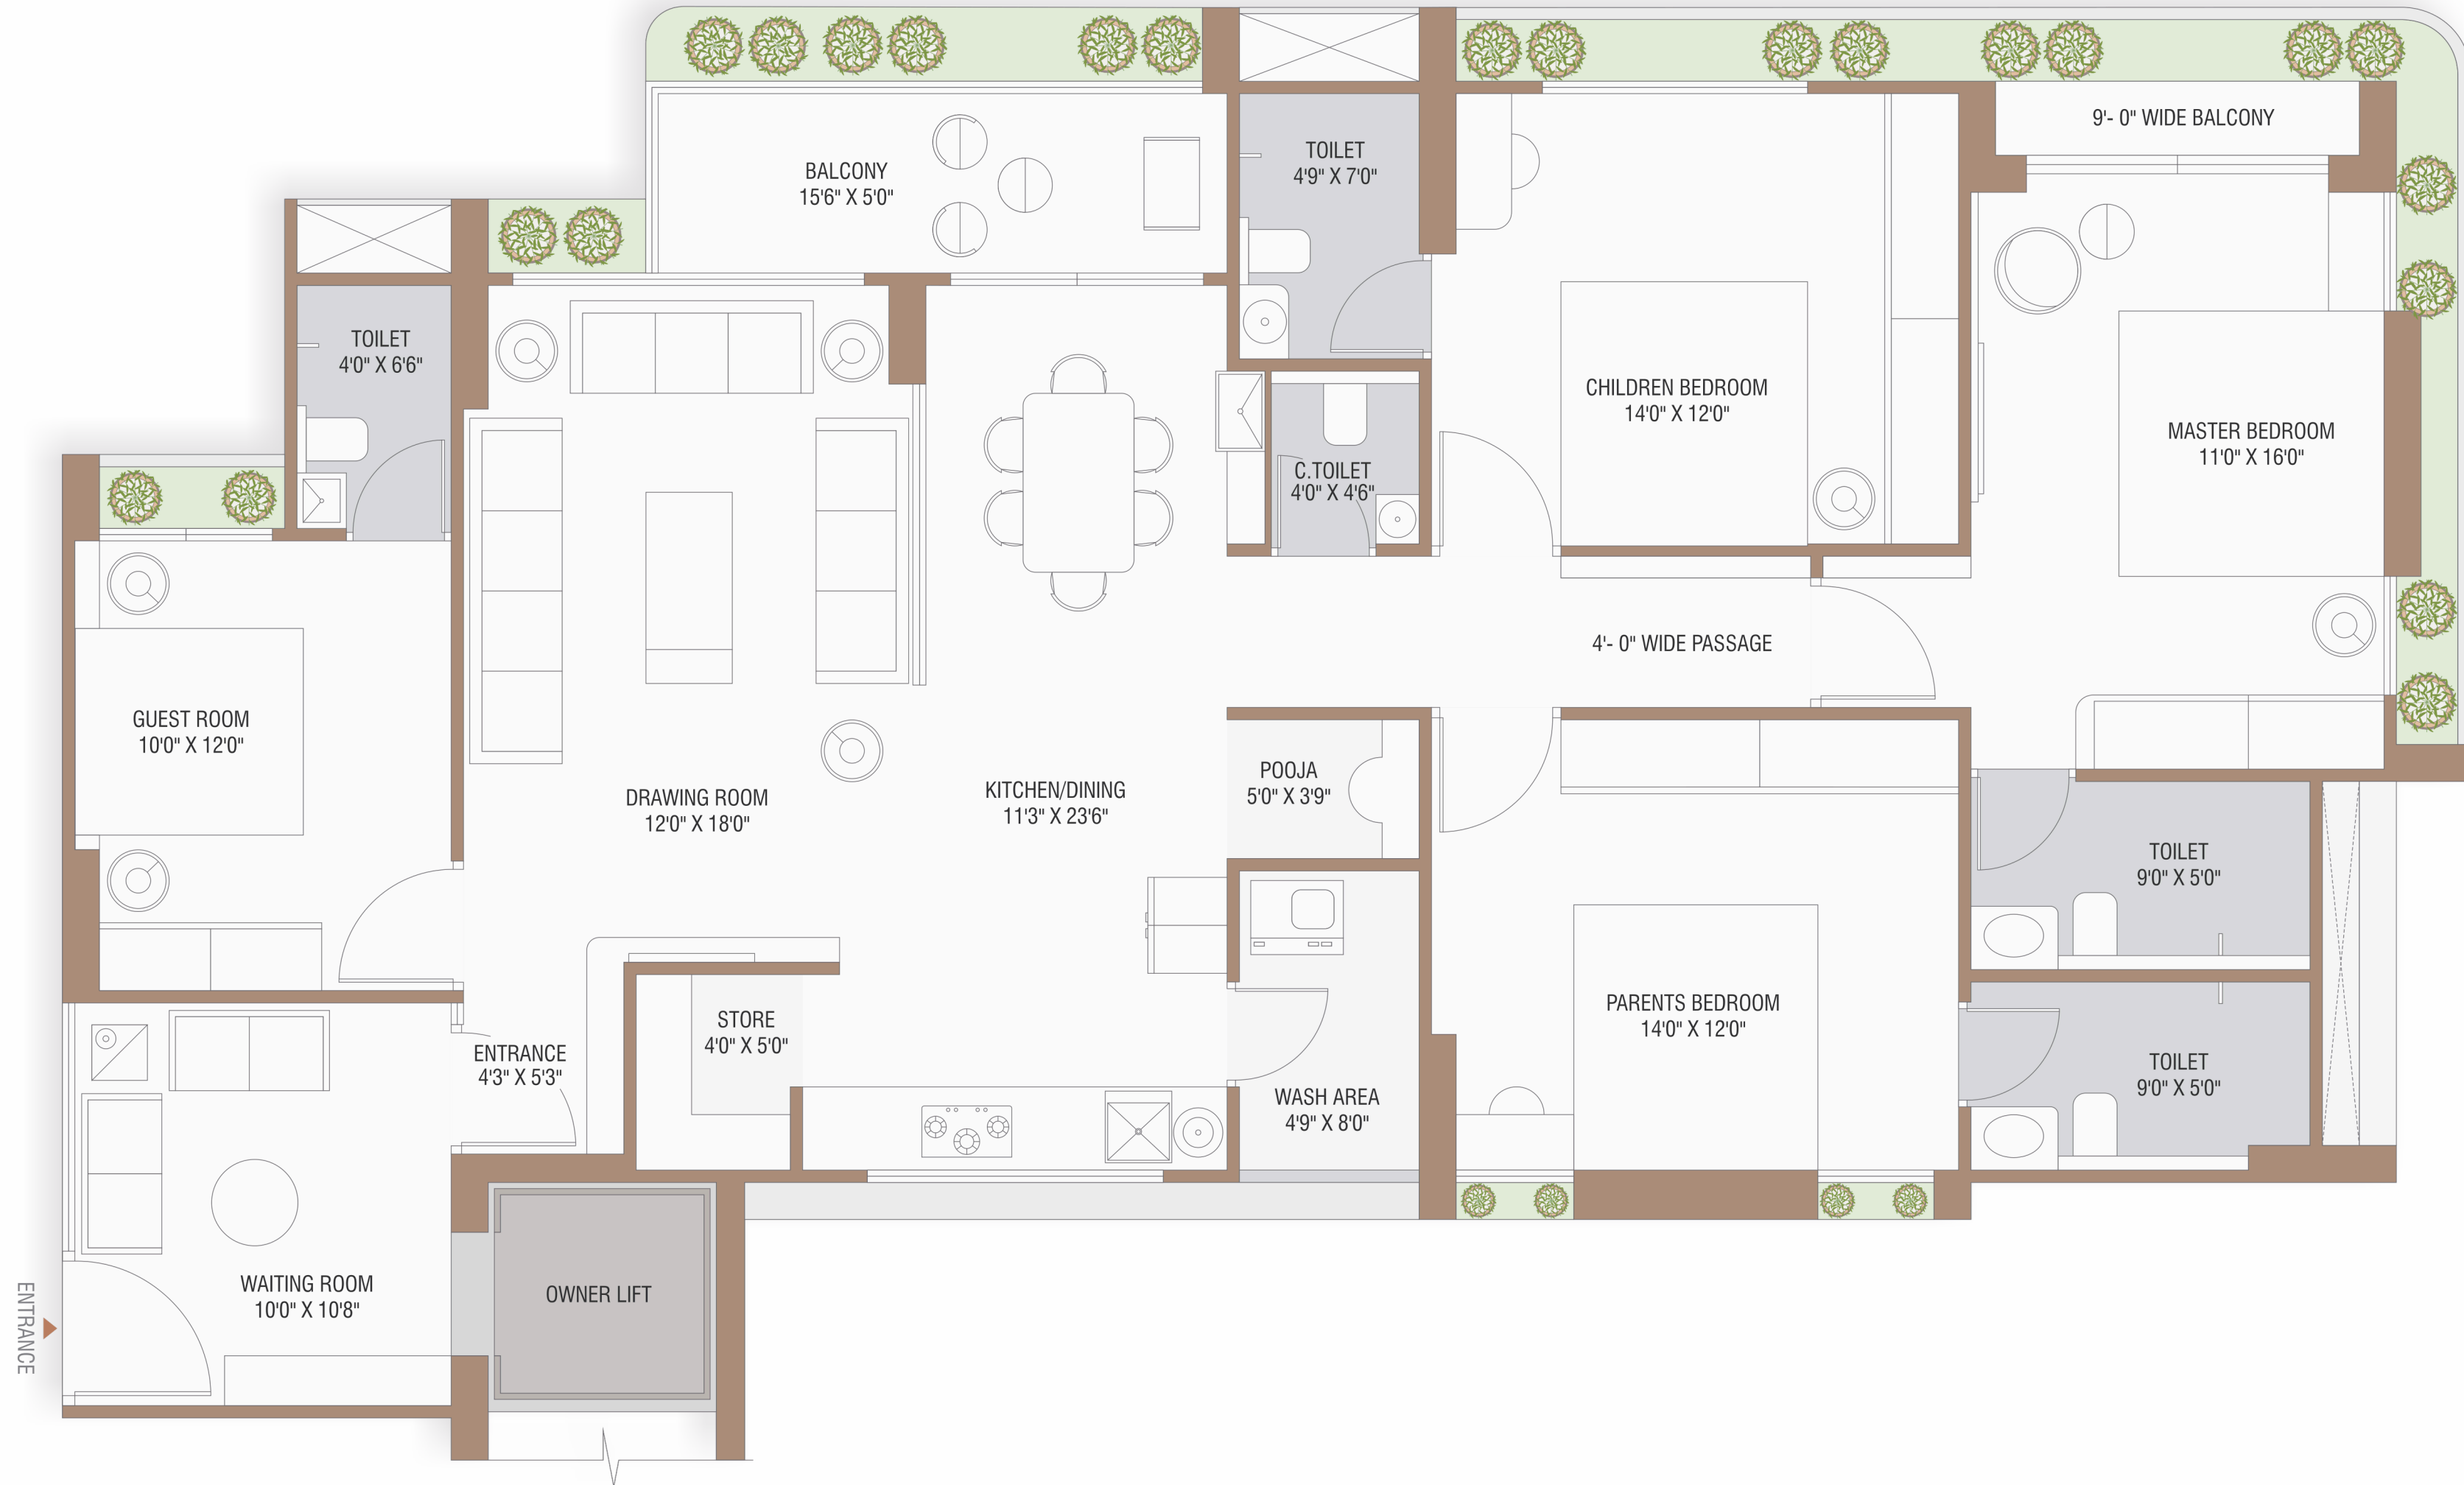 9'- 0" WIDE BALCONY
TOILET
4'9" X 7'0"
BALCONY
15'6" X 5'0"
TOILET
4'0" X 6'6"
CHILDREN BEDROOM
14'0" X 12'0"
MASTER BEDROOM
11'0" X 16'0"
C.TOILET
4'0" X 4'6"
4'- 0" WIDE PASSAGE
GUEST ROOM
10'0" X 12'0"
DRAWING ROOM
12'0" X 18'0"
KITCHEN/DINING
11'3" X 23'6"
POOJA
5'0" X 3'9"
TOILET
9'0" X 5'0"
STORE
4'0" X 5'0"
PARENTS BEDROOM
14'0" X 12'0"
ENTRANCE
4'3" X 5'3"
WASH AREA
4'9" X 8'0"
TOILET
9'0" X 5'0"
WAITING ROOM
10'0" X 10'8"
OWNER LIFT
ENTRANCE